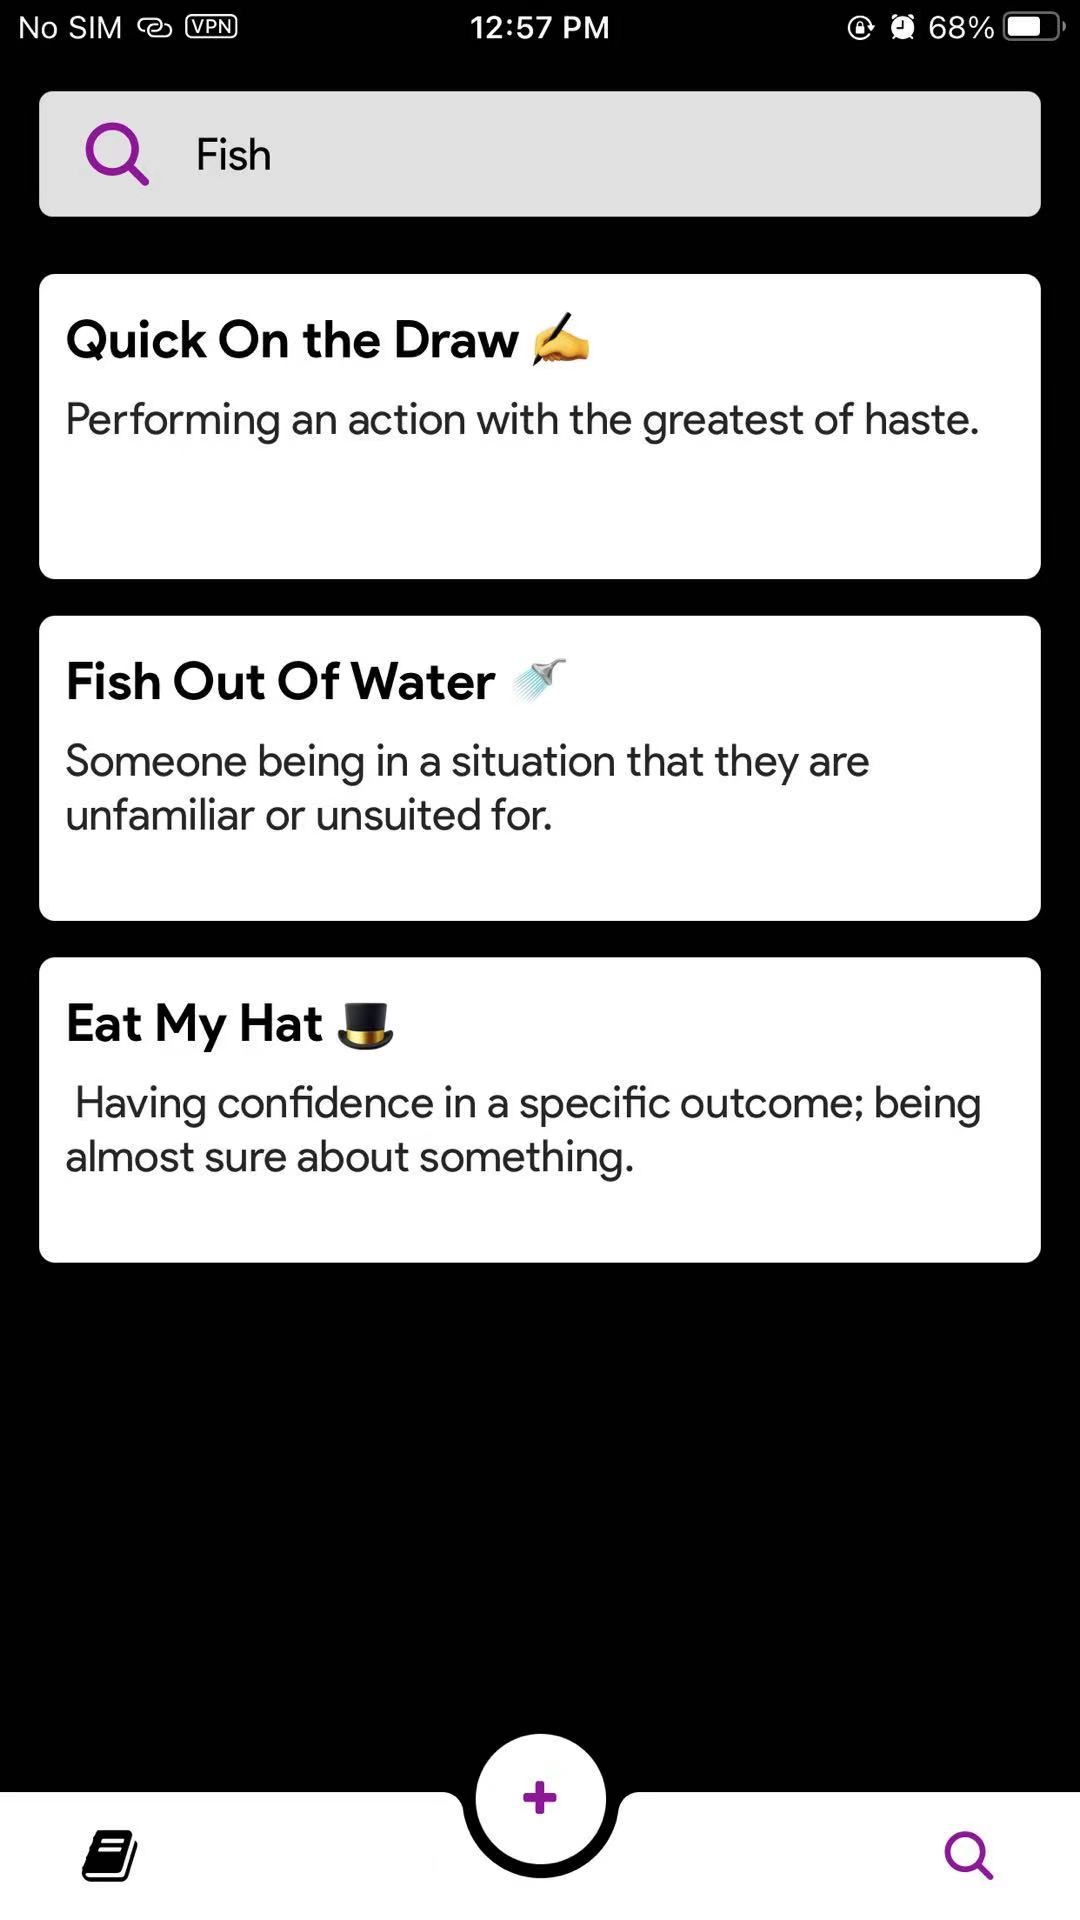 No SIM VPN 12:57 PM 68%
Fish
Quick On the Draw ✍️
Performing an action with the greatest of haste.
Fish Out Of Water 🚿
Someone being in a situation that they are
unfamiliar or unsuited for.
Eat My Hat 🎩
Having confidence in a specific outcome; being
almost sure about something.